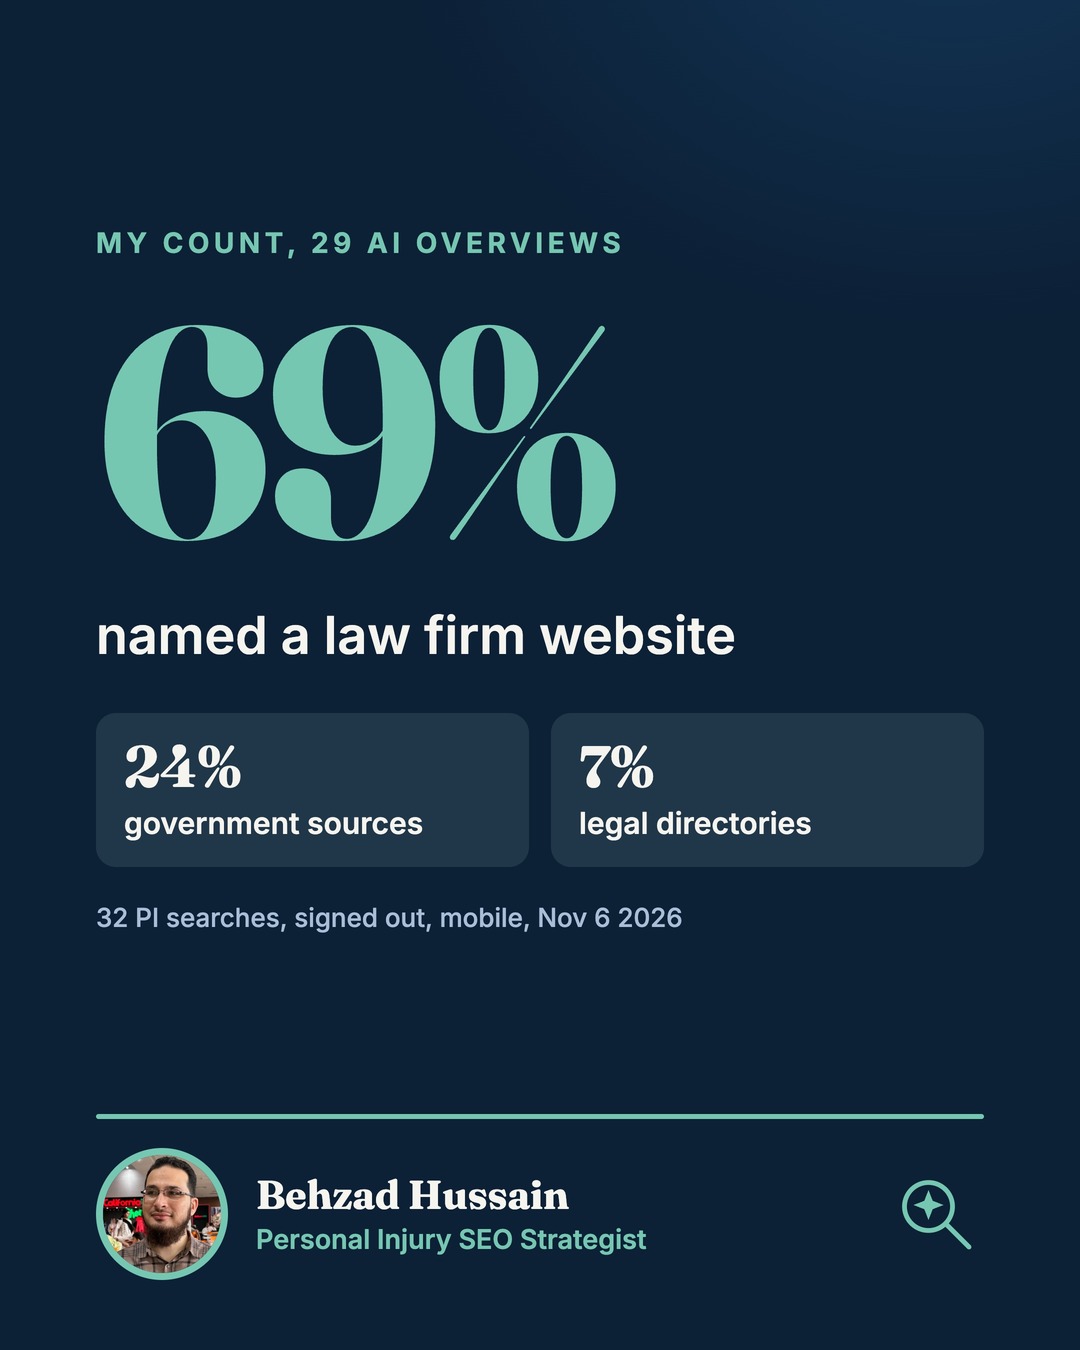 MY COUNT, 29 AI OVERVIEWS
69%
named a law firm website
24%
government sources
7%
legal directories
32 PI searches, signed out, mobile, Nov 6 2026
Behzad Hussain
Personal Injury SEO Strategist